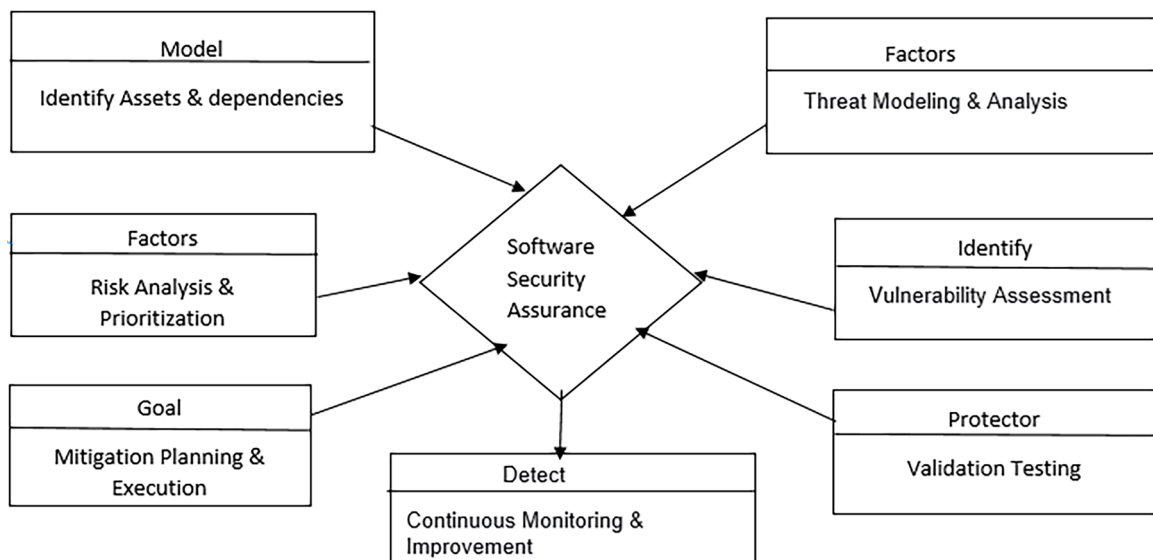 Model
Identify Assets & dependencies
Factors
Threat Modeling & Analysis
Factors
Risk Analysis &
Prioritization
Software
Security
Assurance
Identify
Vulnerability Assessment
Goal
Mitigation Planning &
Execution
Detect
Continuous Monitoring &
Improvement
Protector
Validation Testing